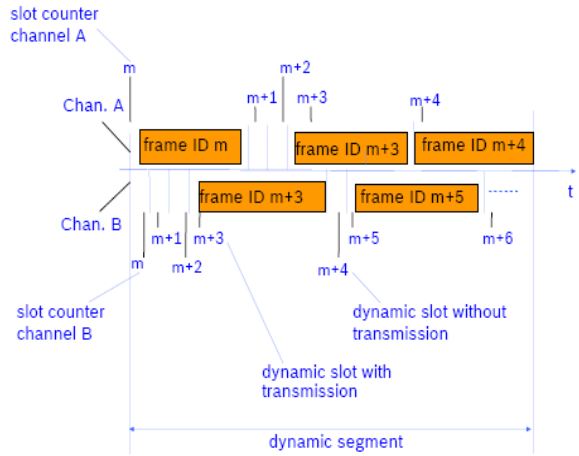 slot counter
channel A
m
m+2
m+1
m+3
m+4
Chan. A
frame ID m
frame ID m+3
frame ID m+4
t
frame ID m+3
frame ID m+5
Chan. B
m
m+1
m+2
m+3
m+4
m+5
m+6
slot counter
channel B
dynamic slot without
transmission
dynamic slot with
transmission
dynamic segment